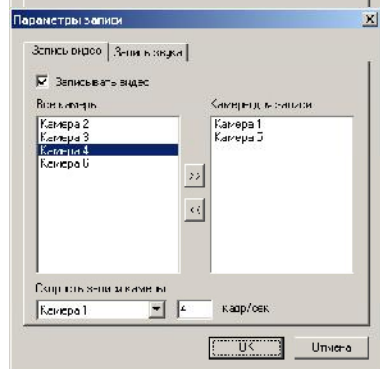 Параметры записи
Запись видео
Запись звука
Записывать видео
Все камеры
Камеры для записи
Камера 2
Камера 3
Камера 4
Камера 6
Камера 1
Камера 5
>>
<<
Скорость записи камеры
Камера 1
4
кадр/сек
OK
Отмена